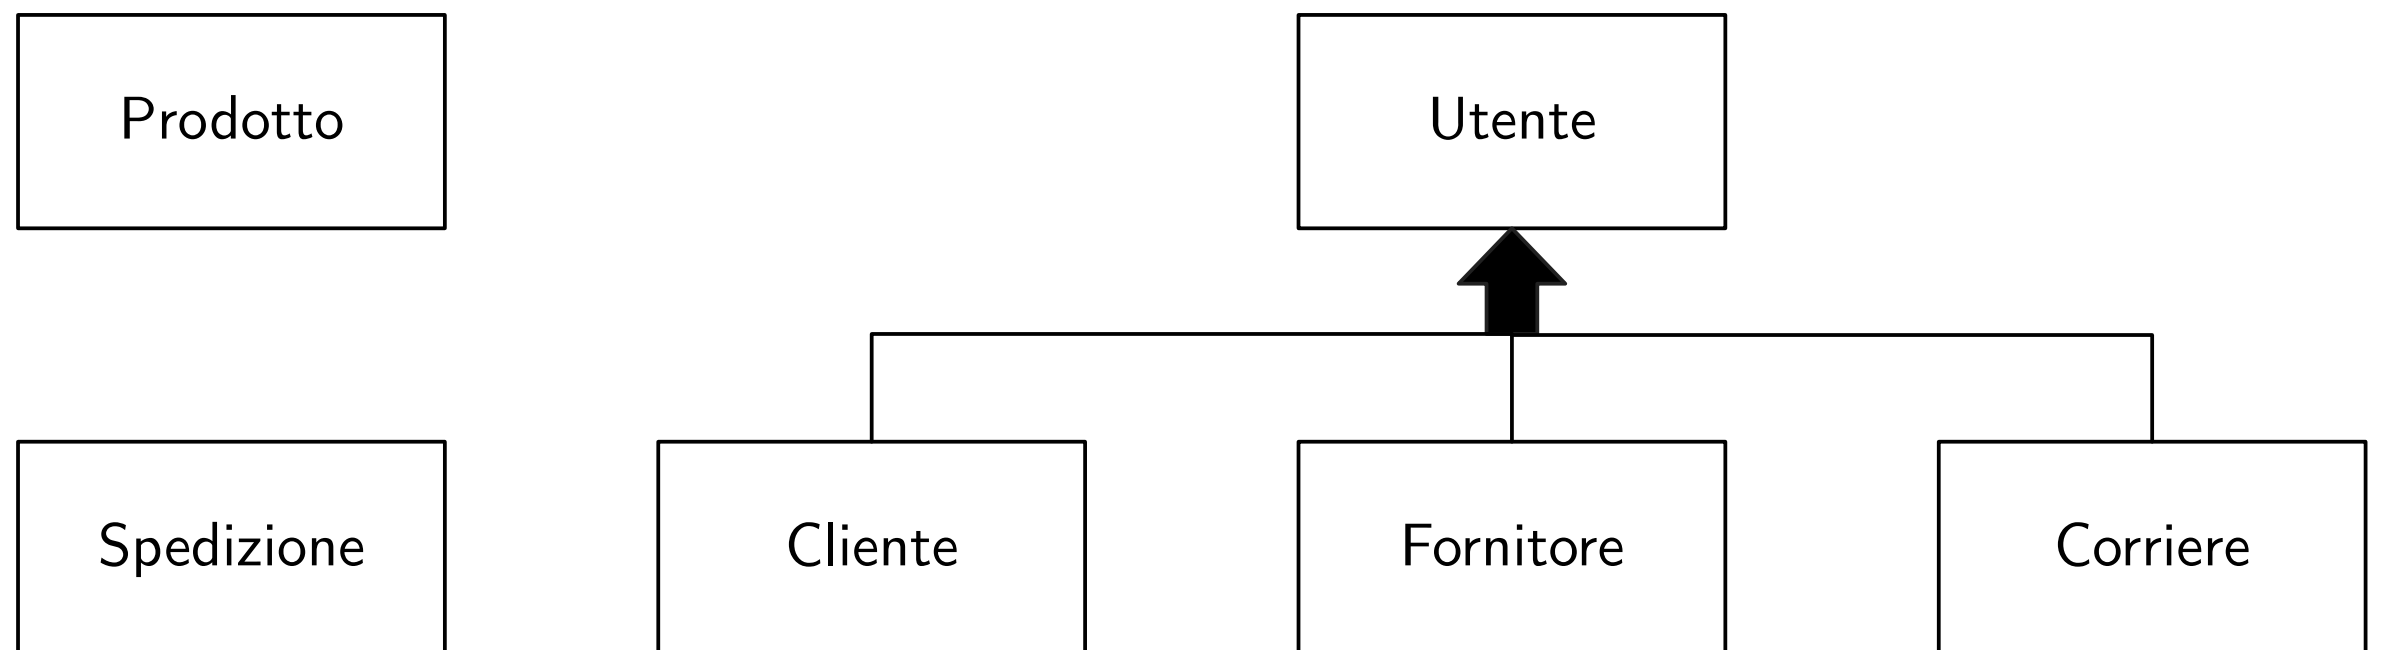 Prodotto
Utente
Spedizione
Cliente
Fornitore
Corriere